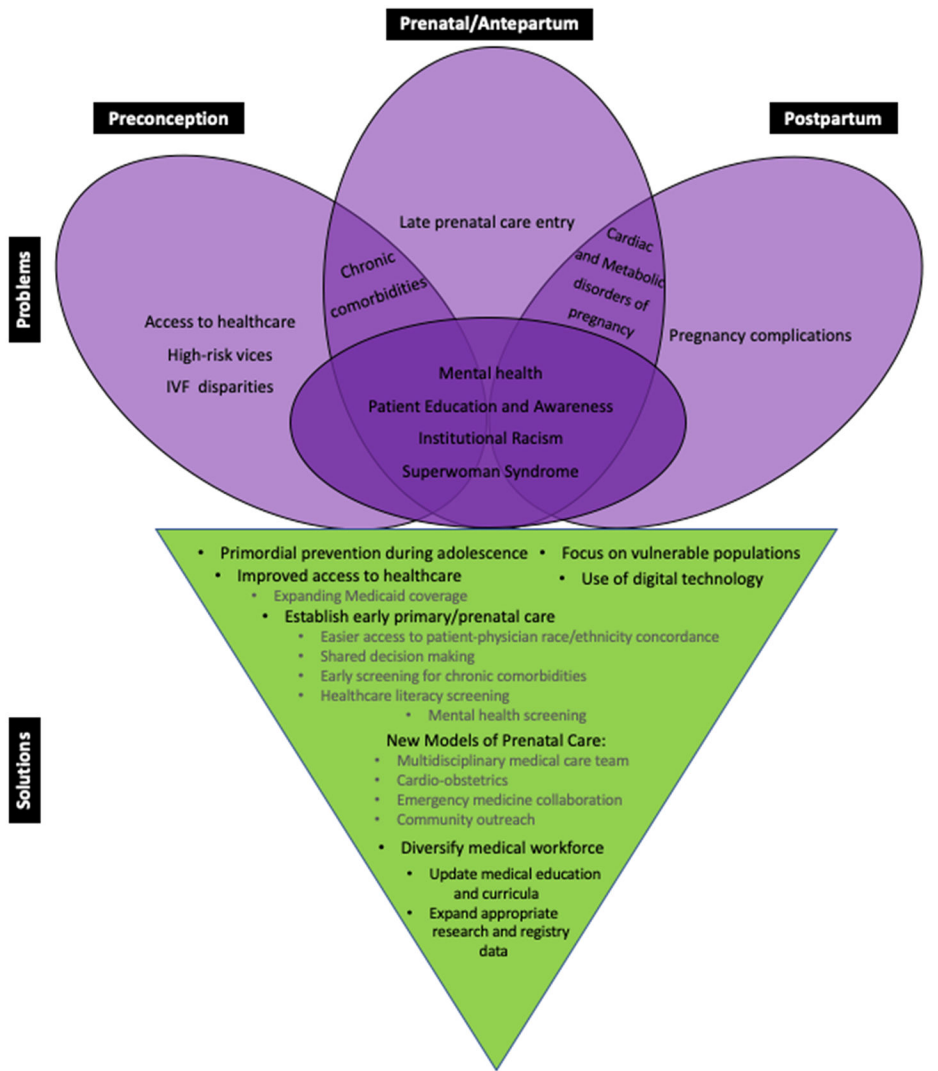 Prenatal/Antepartum
Preconception
Postpartum
Problems
Late prenatal care entry
Chronic
comorbidities
Cardiac
and Metabolic
disorders of
pregnancy
Access to healthcare
High-risk vices
IVF disparities
Pregnancy complications
Mental health
Patient Education and Awareness
Institutional Racism
Superwoman Syndrome
Solutions
• Primordial prevention during adolescence
• Focus on vulnerable populations
• Improved access to healthcare
• Use of digital technology
• Expanding Medicaid coverage
• Establish early primary/prenatal care
• Easier access to patient-physician race/ethnicity concordance
• Shared decision making
• Early screening for chronic comorbidities
• Healthcare literacy screening
• Mental health screening
New Models of Prenatal Care:
• Multidisciplinary medical care team
• Cardio-obstetrics
• Emergency medicine collaboration
• Community outreach
• Diversify medical workforce
• Update medical education
and curricula
• Expand appropriate
research and registry
data